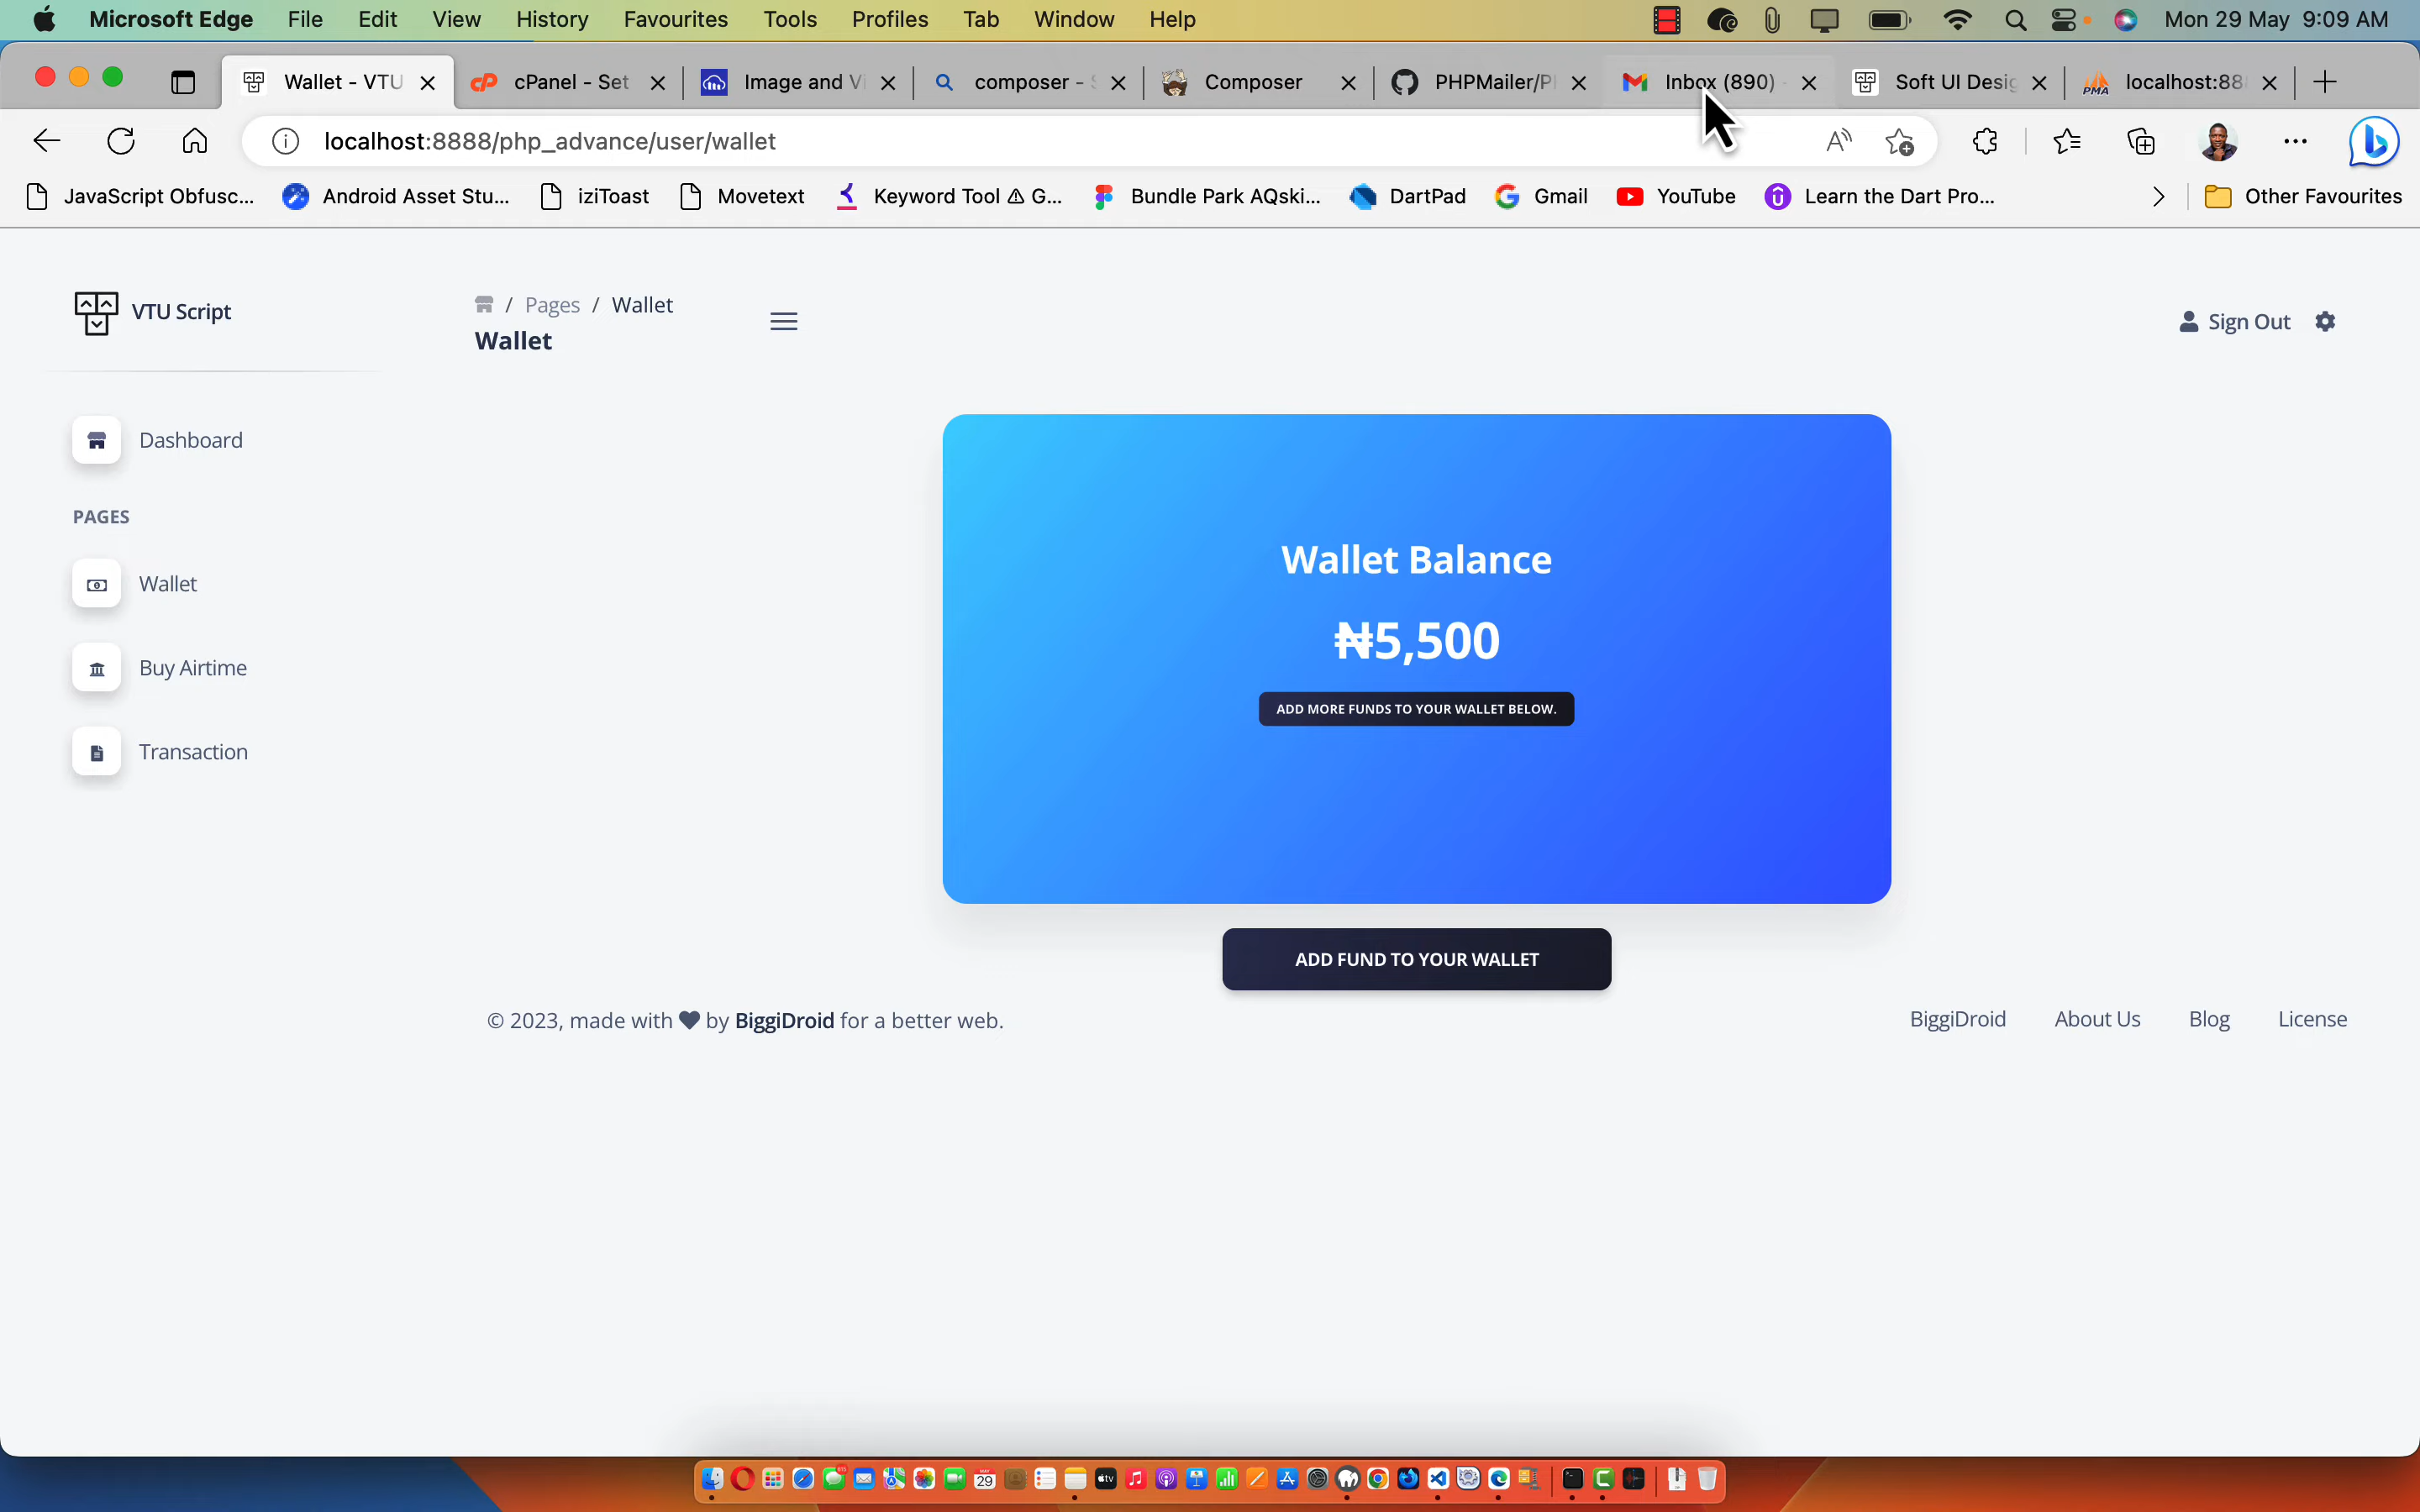 Microsoft Edge File Edit View History Favourites Tools Profiles Tab Window Help Mon 29 May 9:09 AM
Wallet - VTU cPanel - Set Image and Vi composer - S Composer PHPMailer/P Inbox (890) - Soft UI Desig localhost:88
localhost:8888/php_advance/user/wallet
JavaScript Obfusc... Android Asset Stu... iziToast Movetext Keyword Tool ⚠ G... Bundle Park AQski... DartPad Gmail YouTube Learn the Dart Pro... Other Favourites
VTU Script
/ Pages / Wallet
Wallet
Sign Out
Dashboard
PAGES
Wallet
Buy Airtime
Transaction
Wallet Balance
₦5,500
ADD MORE FUNDS TO YOUR WALLET BELOW.
ADD FUND TO YOUR WALLET
© 2023, made with ♥ by BiggiDroid for a better web.
BiggiDroid About Us Blog License